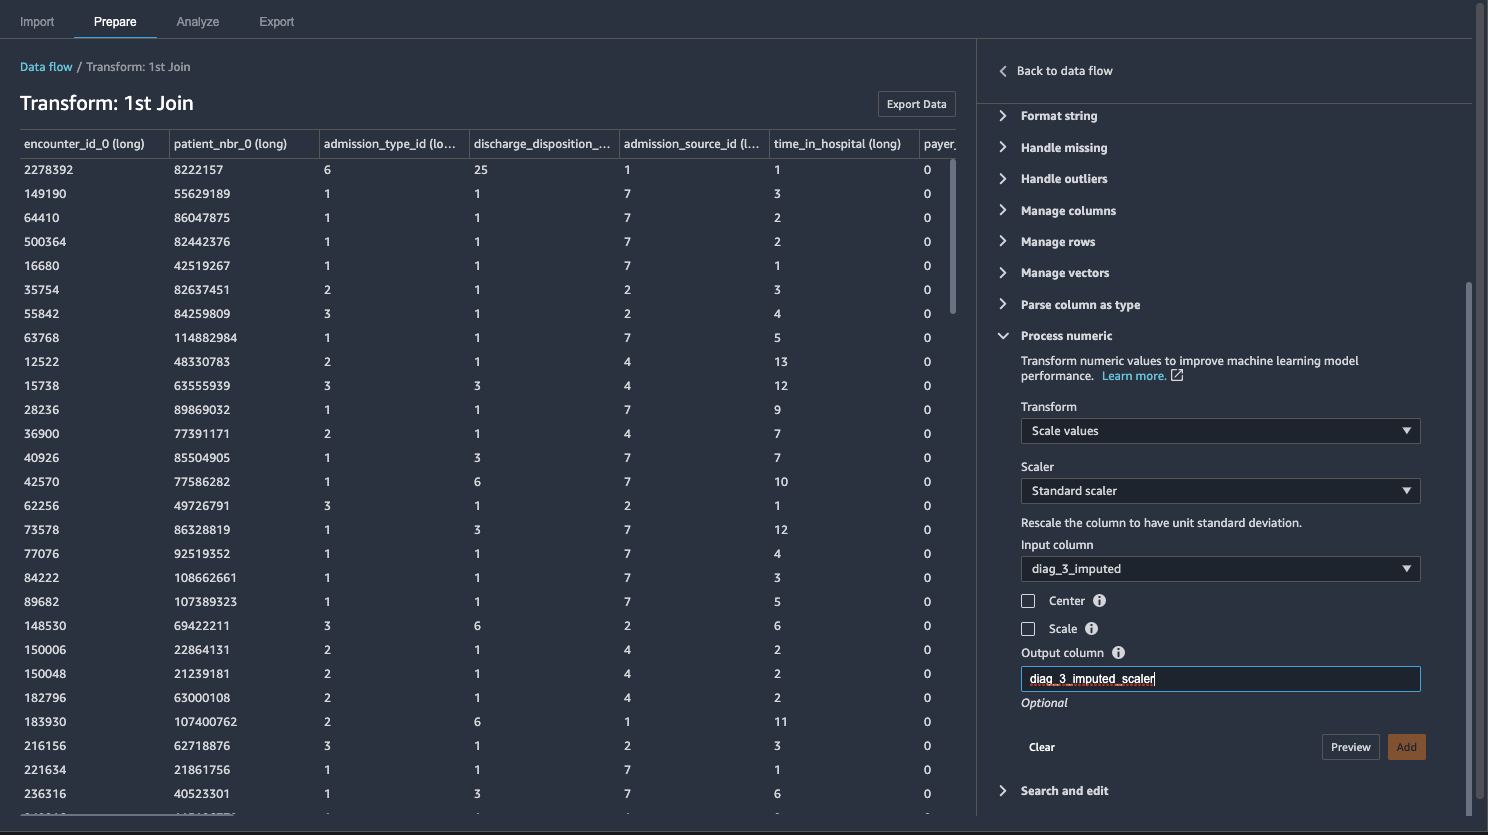 Import Prepare Analyze Export
Data flow / Transform: 1st Join
Transform: 1st Join
Export Data
encounter_id_0 (long) patient_nbr_0 (long) admission_type_id (lo... discharge_disposition_... admission_source_id (l... time_in_hospital (long) payer_
2278392 8222157 6 25 1 1 0
149190 55629189 1 1 7 3 0
64410 86047875 1 1 7 2 0
500364 82442376 1 1 7 2 0
16680 42519267 1 1 7 1 0
35754 82637451 2 1 2 3 0
55842 84259809 3 1 2 4 0
63768 114882984 1 1 7 5 0
12522 48330783 2 1 4 13 0
15738 63555939 3 3 4 12 0
28236 89869032 1 1 7 9 0
36900 77391171 2 1 4 7 0
40926 85504905 1 3 7 7 0
42570 77586282 1 6 7 10 0
62256 49726791 3 1 2 1 0
73578 86328819 1 3 7 12 0
77076 92519352 1 1 7 4 0
84222 108662661 1 1 7 3 0
89682 107389323 1 1 7 5 0
148530 69422211 3 6 2 6 0
150006 22864131 2 1 4 2 0
150048 21239181 2 1 4 2 0
182796 63000108 2 1 4 2 0
183930 107400762 2 6 1 11 0
216156 62718876 3 1 2 3 0
221634 21861756 1 1 7 1 0
236316 40523301 1 3 7 6 0
Back to data flow
Format string
Handle missing
Handle outliers
Manage columns
Manage rows
Manage vectors
Parse column as type
Process numeric
Transform numeric values to improve machine learning model
performance. Learn more.
Transform
Scale values
Scaler
Standard scaler
Rescale the column to have unit standard deviation.
Input column
diag_3_imputed
Center
Scale
Output column
diag_3_imputed_scaler
Optional
Clear Preview Add
Search and edit